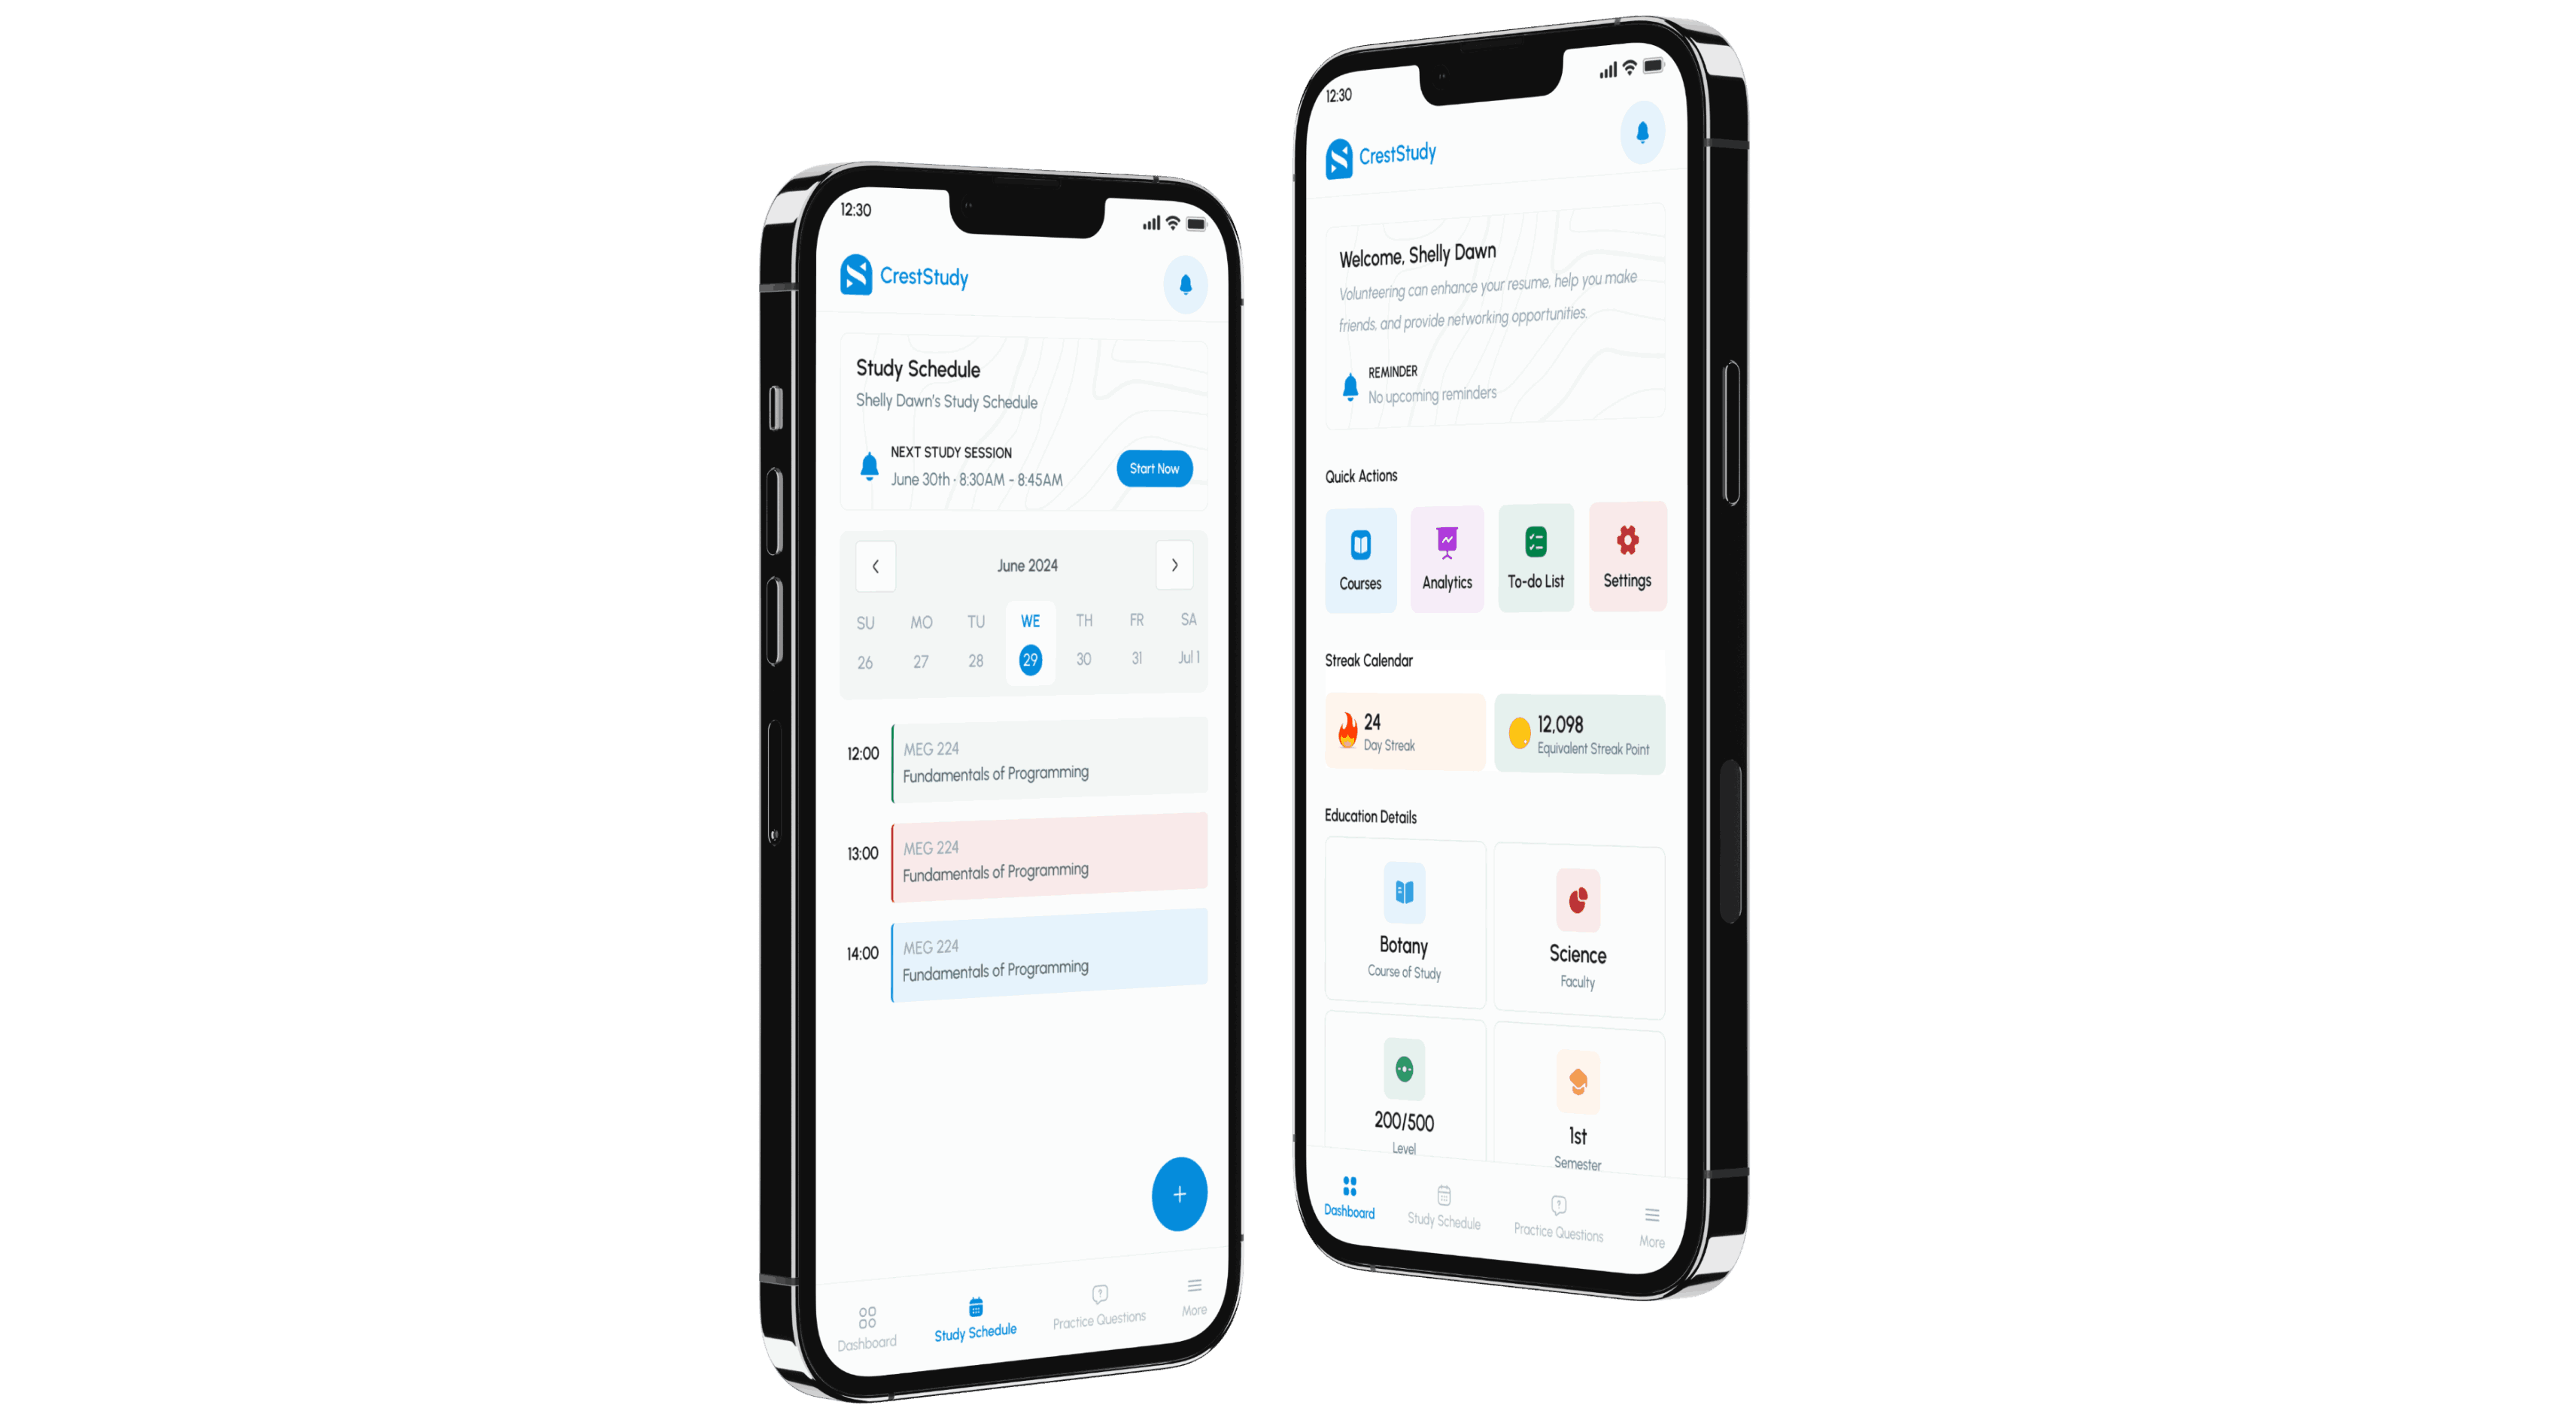 12:30
CrestStudy
Study Schedule
Shelly Dawn's Study Schedule
NEXT STUDY SESSION
June 30th · 8:30AM - 8:45AM
Start Now
June 2024
SU MO TU WE TH FR SA
26 27 28 29 30 31 Jul 1
12:00
MEG 224
Fundamentals of Programming
13:00
MEG 224
Fundamentals of Programming
14:00
MEG 224
Fundamentals of Programming
+
Dashboard
Study Schedule
Practice Questions
More
12:30
CrestStudy
Welcome, Shelly Dawn
Volunteering can enhance your resume, help you make
friends, and provide networking opportunities.
REMINDER
No upcoming reminders
Quick Actions
Courses
Analytics
To-do List
Settings
Streak Calendar
24
Day Streak
12,098
Equivalent Streak Point
Education Details
Botany
Course of Study
Science
Faculty
200/500
Level
1st
Semester
Dashboard
Study Schedule
Practice Questions
More